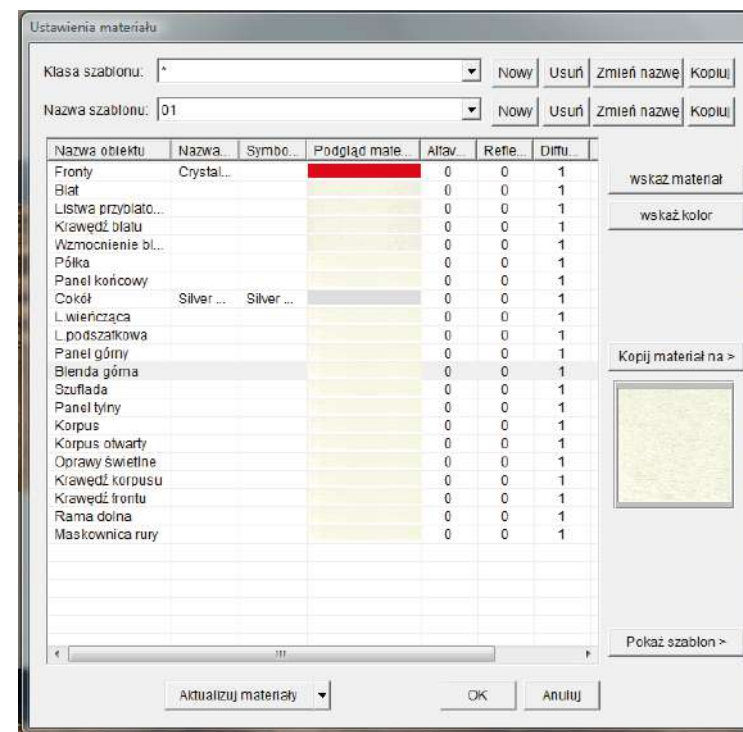 Ustawienia materiału
Klasa szablonu: * Nowy Usuń Zmień nazwę Kopiuj
Nazwa szablonu: 01 Nowy Usuń Zmień nazwę Kopiuj
Nazwa obiektu Nazwa... Symbo... Podgląd mate... Alfav... Refle... Diffu...
Fronty Crystal... 0 0 1
Blat 0 0 1
Listwa przyblato... 0 0 1
Krawędź blatu 0 0 1
Wzmocnienie bl... 0 0 1
Półka 0 0 1
Panel końcowy 0 0 1
Cokół Silver ... Silver ... 0 0 1
L.wieńcząca 0 0 1
L.podszafkowa 0 0 1
Panel górny 0 0 1
Blenda górna 0 0 1
Szuflada 0 0 1
Panel tylny 0 0 1
Korpus 0 0 1
Korpus otwarty 0 0 1
Oprawy świetlne 0 0 1
Krawędź korpusu 0 0 1
Krawędź frontu 0 0 1
Rama dolna 0 0 1
Maskownica rury 0 0 1
wskaż materiał
wskaż kolor
Kopij materiał na >
Pokaż szablon >
Aktualizuj materiały OK Anuluj